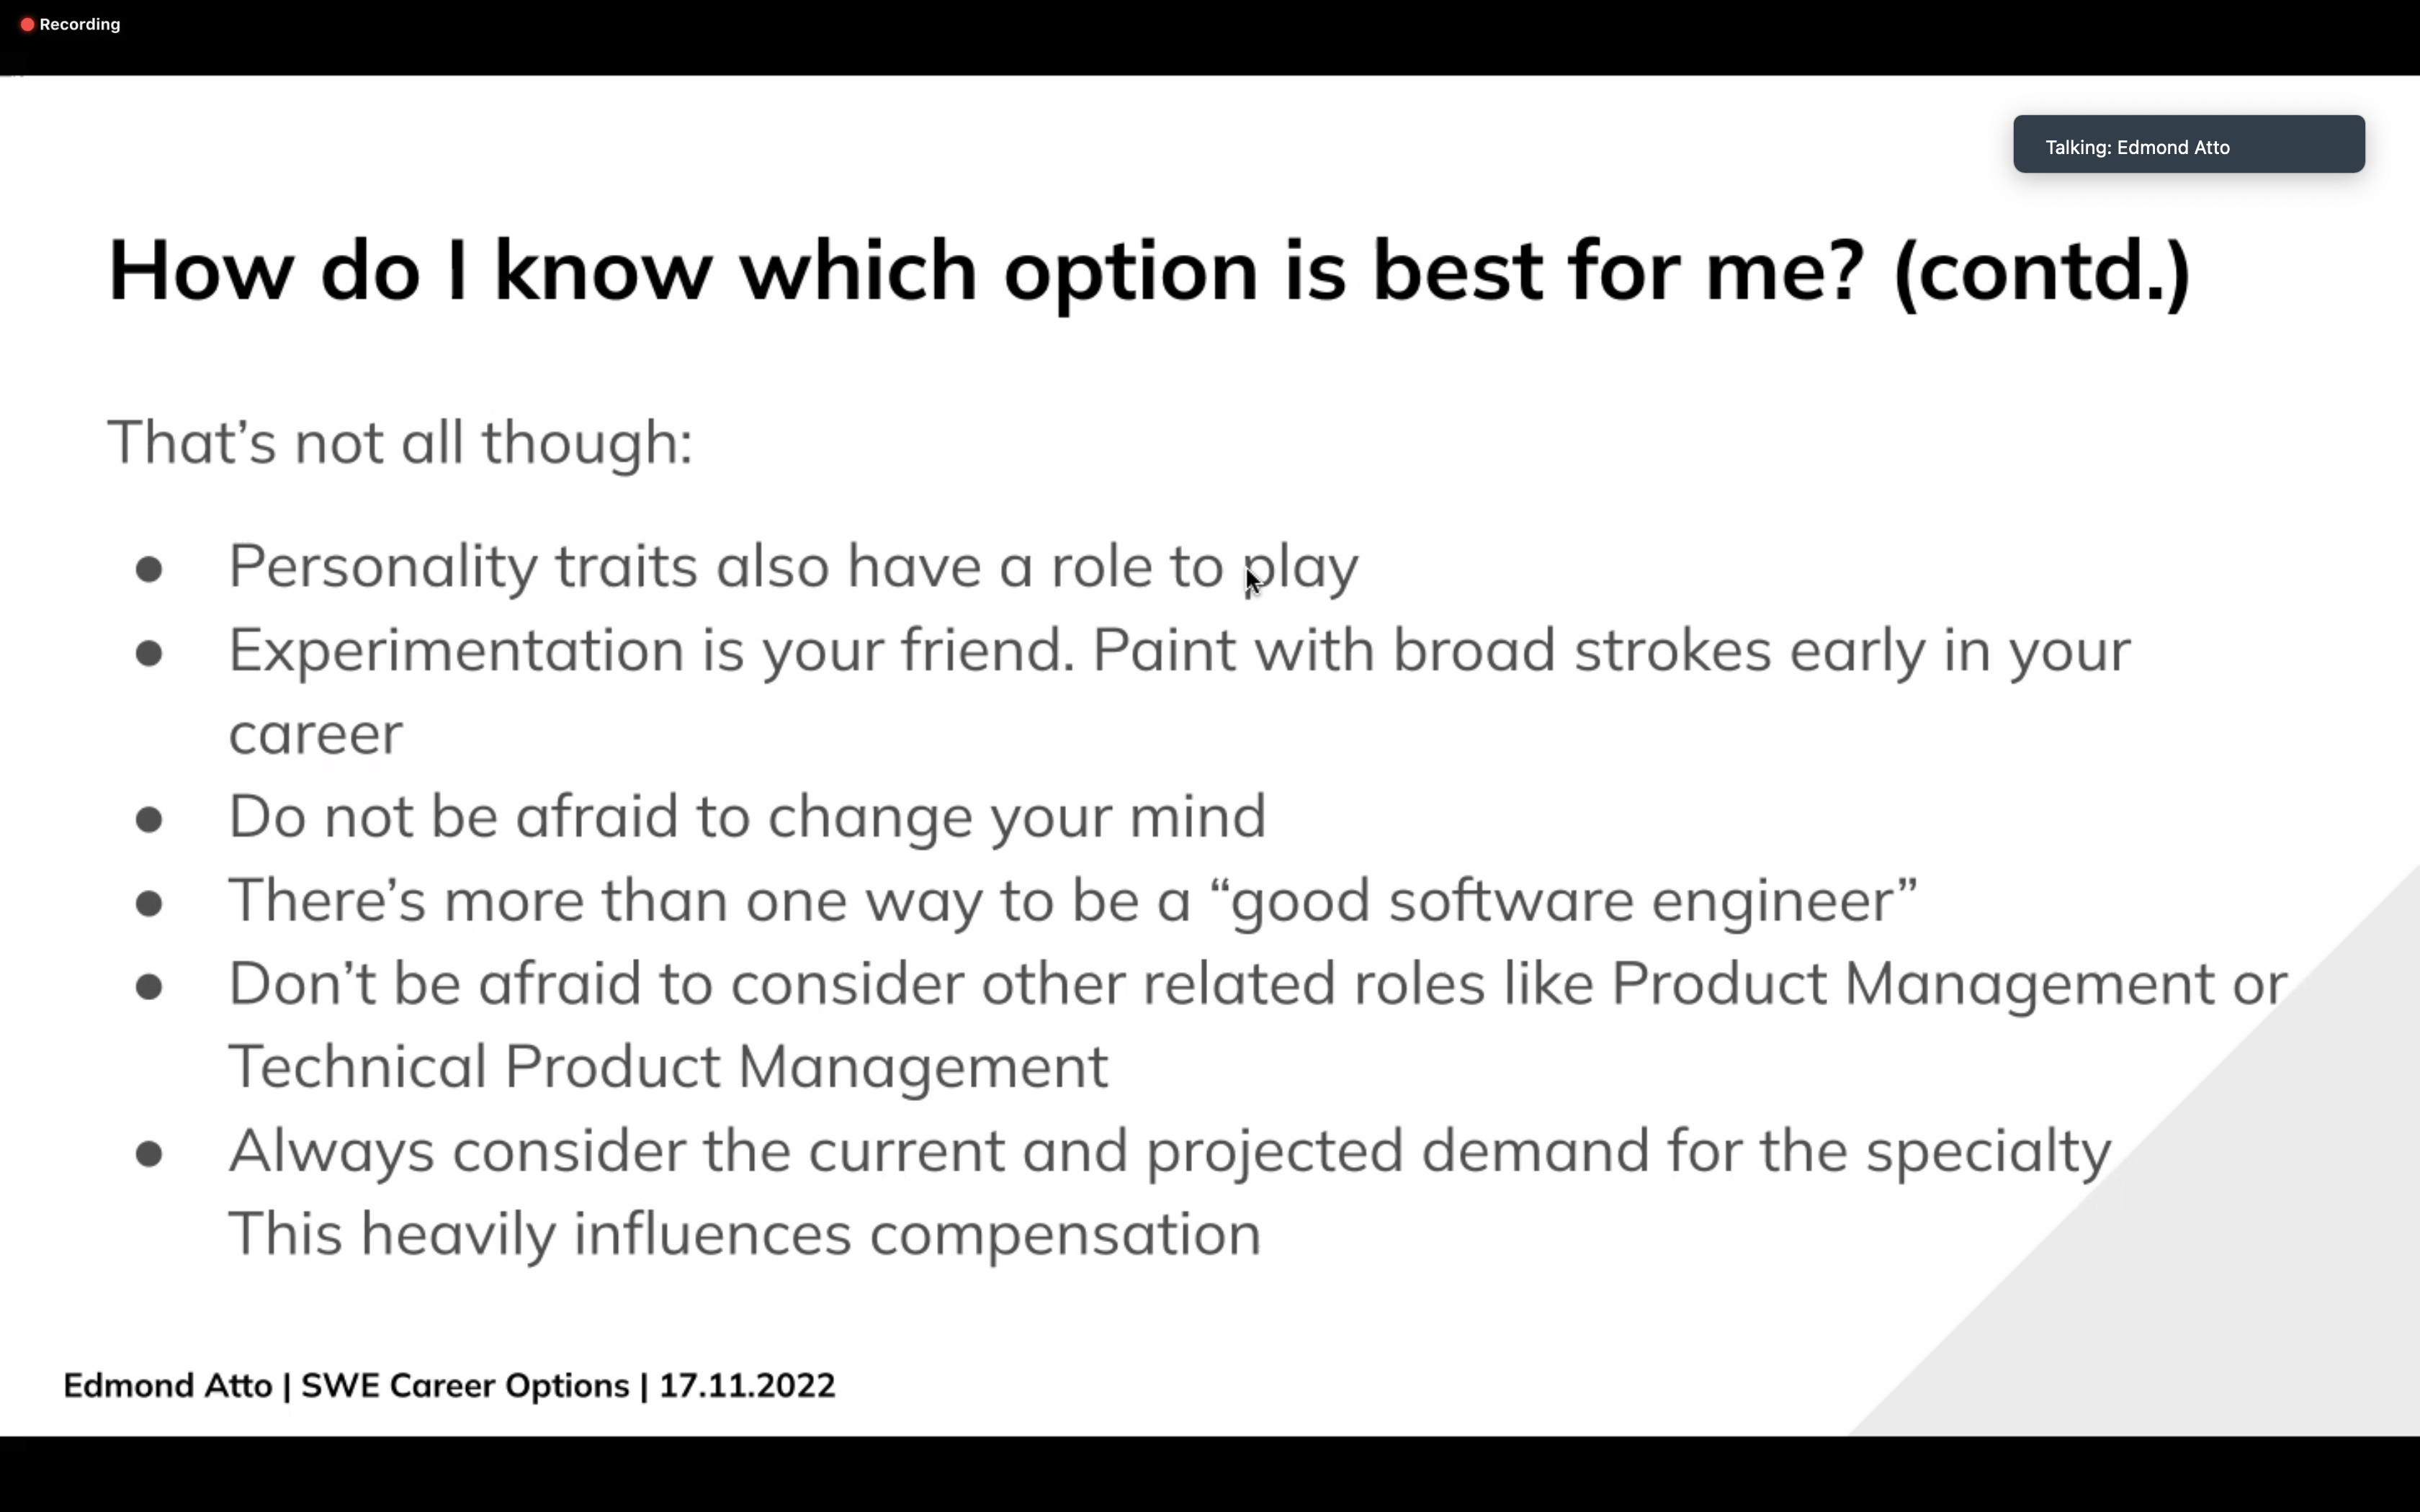 Recording
Talking: Edmond Atto
How do I know which option is best for me? (contd.)
That’s not all though:
● Personality traits also have a role to play
● Experimentation is your friend. Paint with broad strokes early in your
career
● Do not be afraid to change your mind
● There’s more than one way to be a “good software engineer”
● Don’t be afraid to consider other related roles like Product Management or
Technical Product Management
● Always consider the current and projected demand for the specialty
This heavily influences compensation
Edmond Atto | SWE Career Options | 17.11.2022